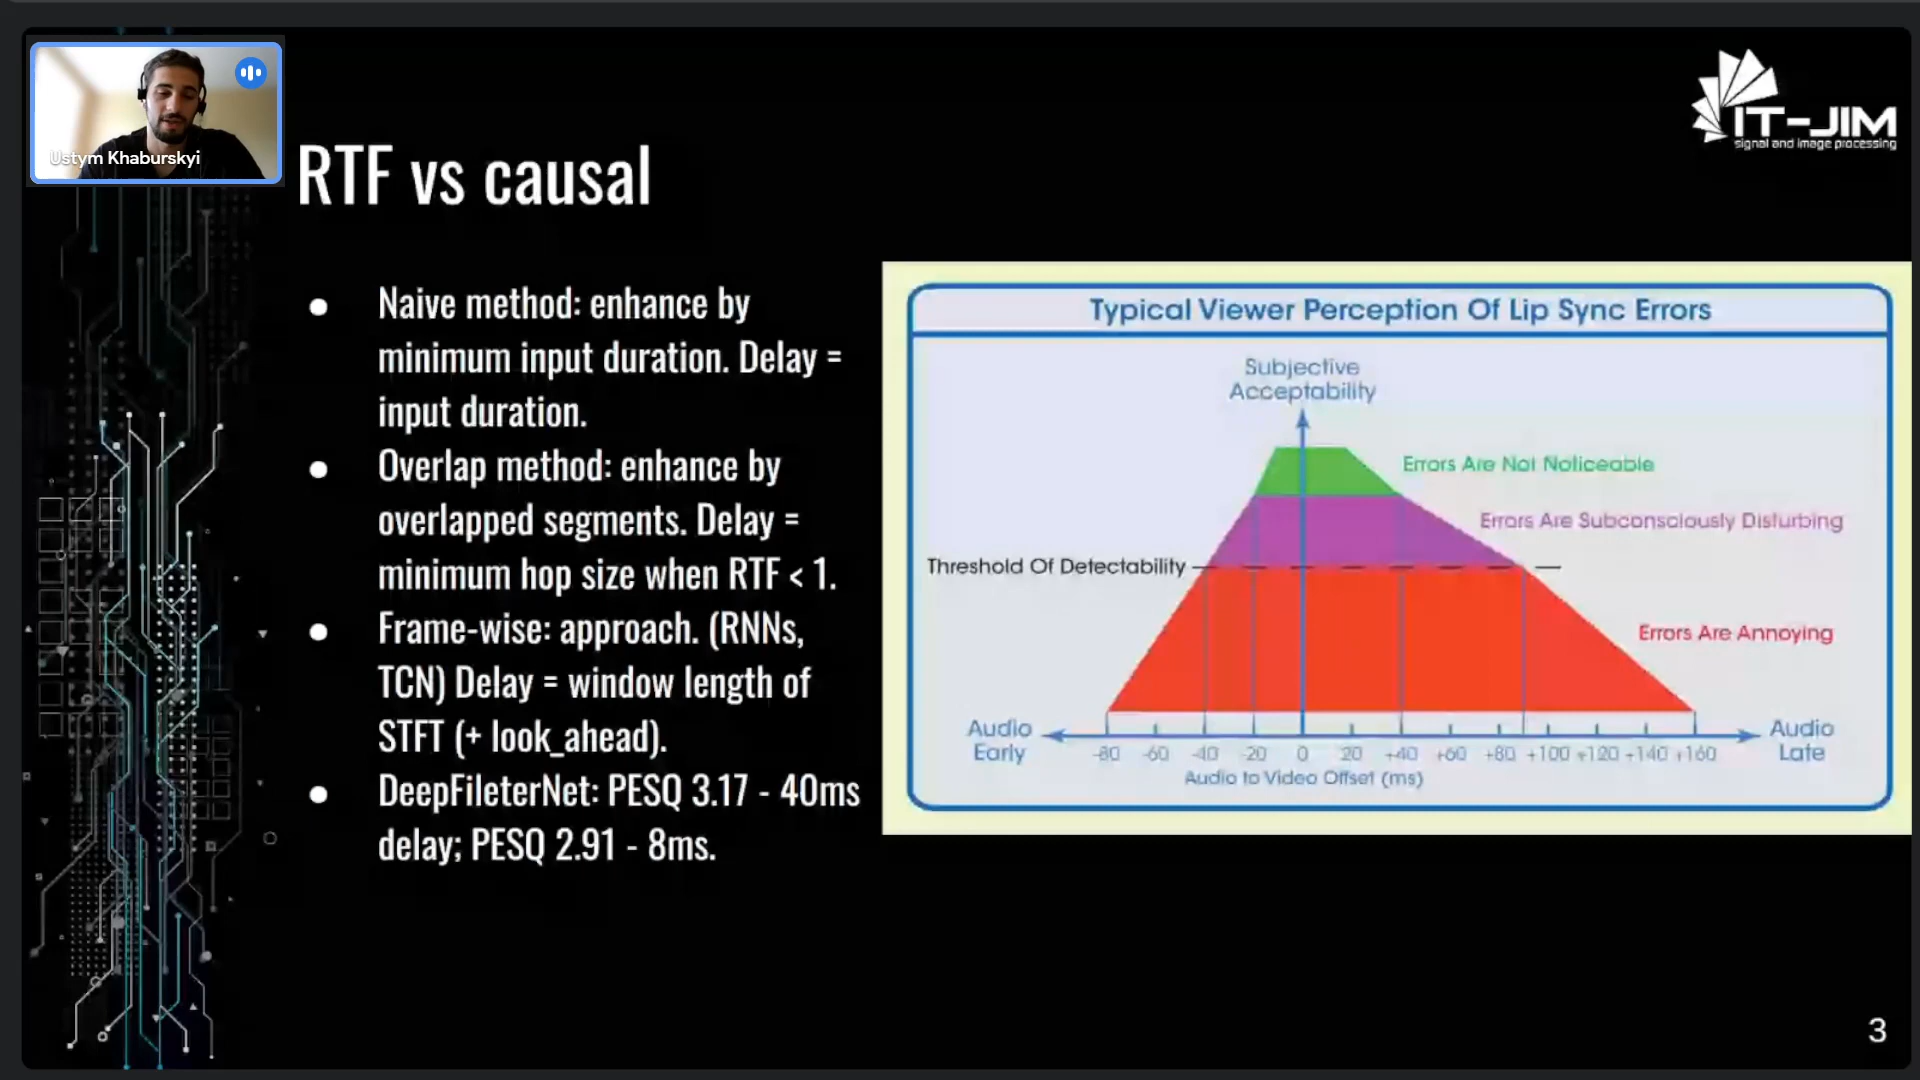 Ustym Khaburskyi
IT-JIM
signal and image processing
RTF vs causal
● Naive method: enhance by
minimum input duration. Delay =
input duration.
● Overlap method: enhance by
overlapped segments. Delay =
minimum hop size when RTF < 1.
● Frame-wise: approach. (RNNs,
TCN) Delay = window length of
STFT (+ look_ahead).
● DeepFileterNet: PESQ 3.17 - 40ms
delay; PESQ 2.91 - 8ms.
Typical Viewer Perception Of Lip Sync Errors
Subjective
Acceptability
Errors Are Not Noticeable
Errors Are Subconsciously Disturbing
Threshold Of Detectability
Errors Are Annoying
Audio
Early
-80 -60 -40 -20 0 20 +40 +60 +80 +100 +120 +140 +160
Audio
Late
Audio to Video Offset (ms)
3